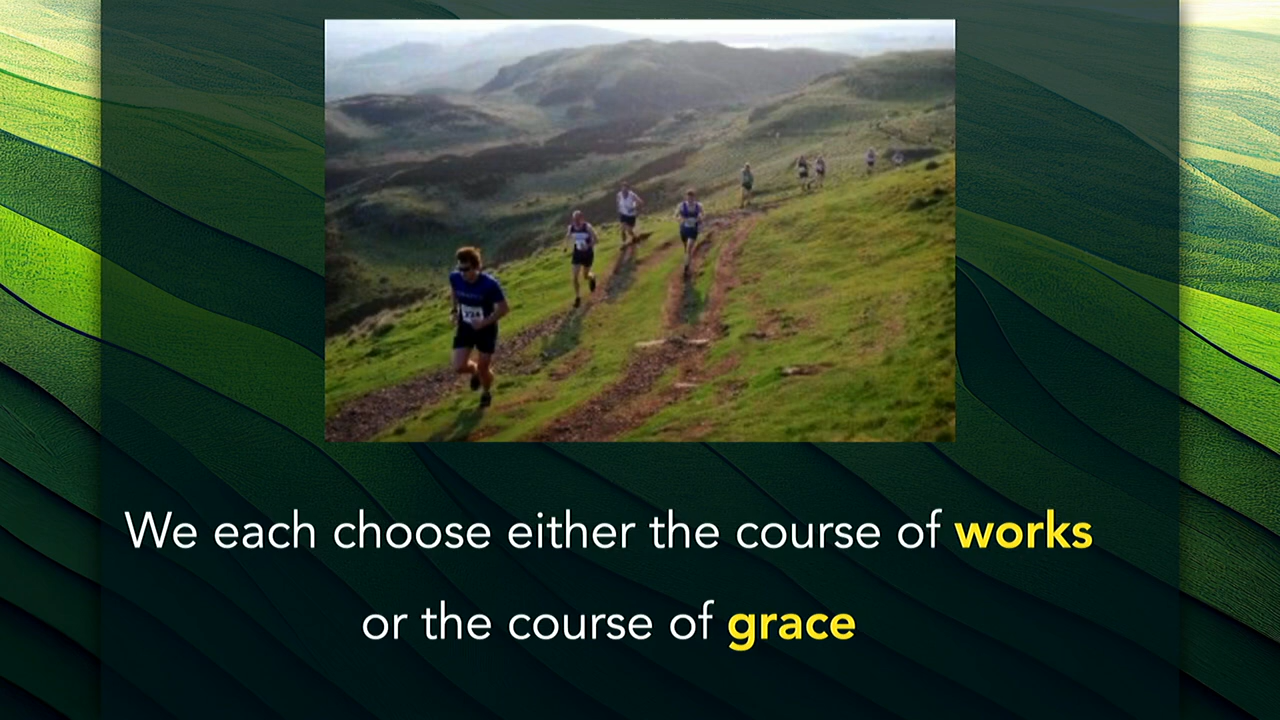 We each choose either the course of works
or the course of grace